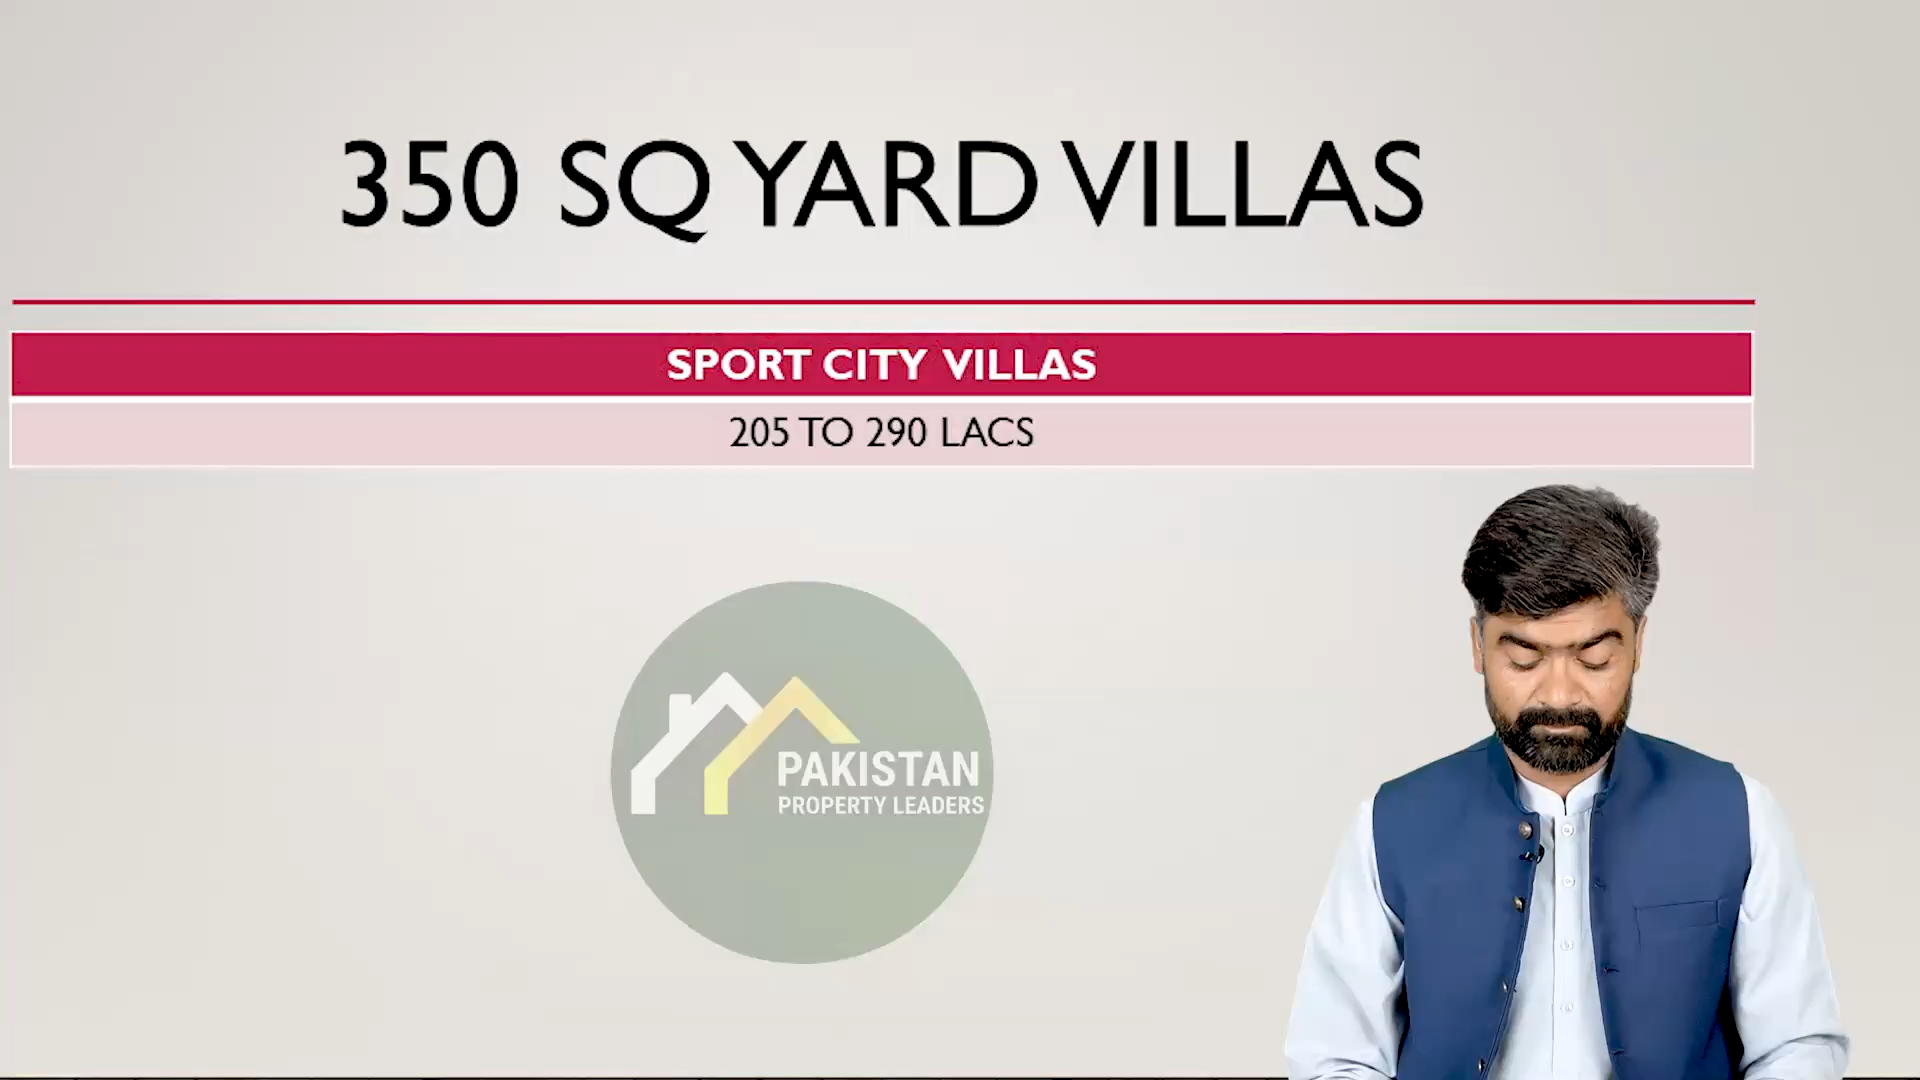 350 SQ YARD VILLAS
SPORT CITY VILLAS
205 TO 290 LACS
PAKISTAN
PROPERTY LEADERS